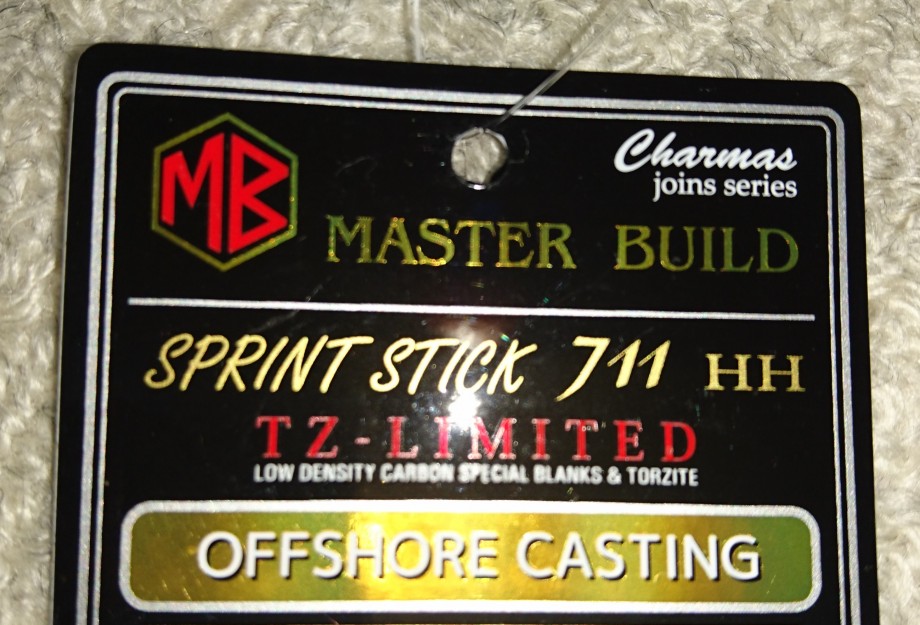 MB
Charmas
joins series
MASTER BUILD
SPRINT STICK 711 HH
TZ-LIMITED
LOW DENSITY CARBON SPECIAL BLANKS & TORZITE
OFFSHORE CASTING